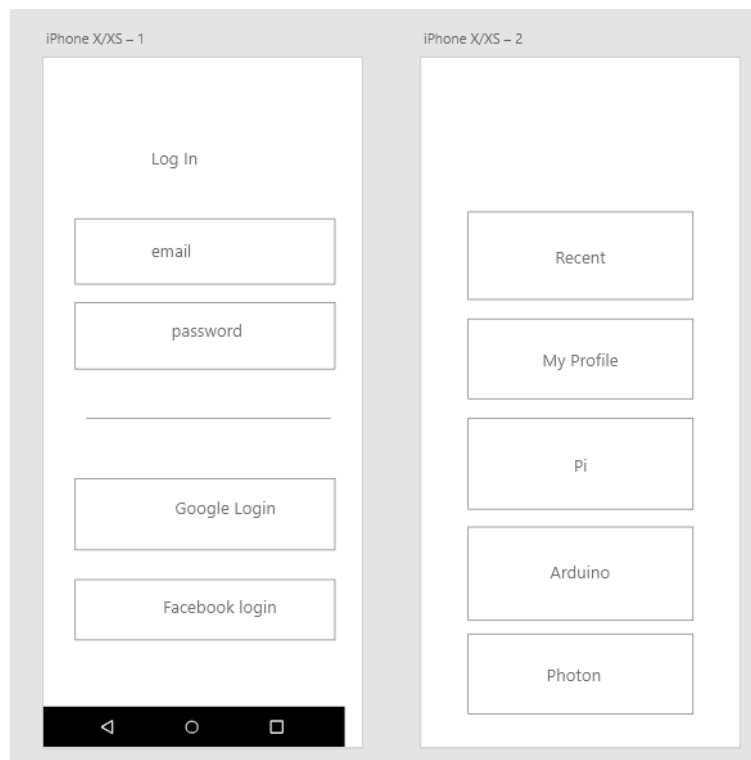 iPhone X/XS – 1
Log In
email
password
Google Login
Facebook login
iPhone X/XS – 2
Recent
My Profile
Pi
Arduino
Photon